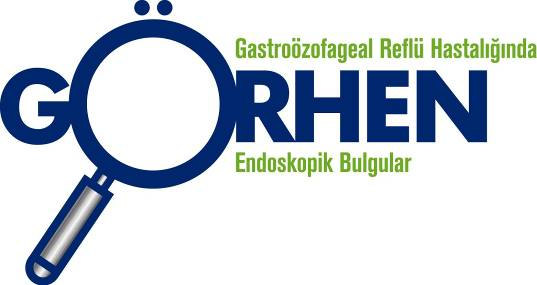 Gastroözofageal Reflü Hastalığında
GÖRHEN
Endoskopik Bulgular